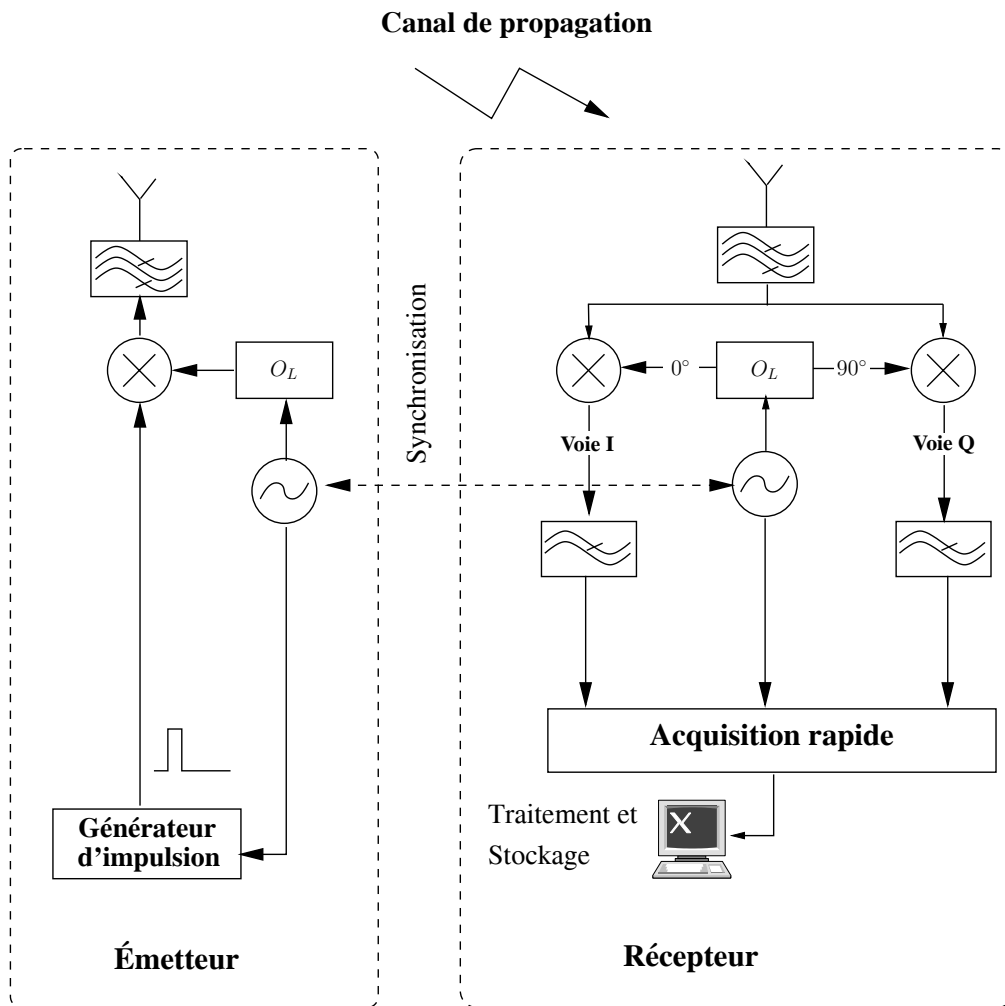 Canal de propagation
Synchronisation
O_L
Générateur
d'impulsion
Émetteur
0°
O_L
90°
Voie I
Voie Q
Acquisition rapide
Traitement et
Stockage
X
Récepteur